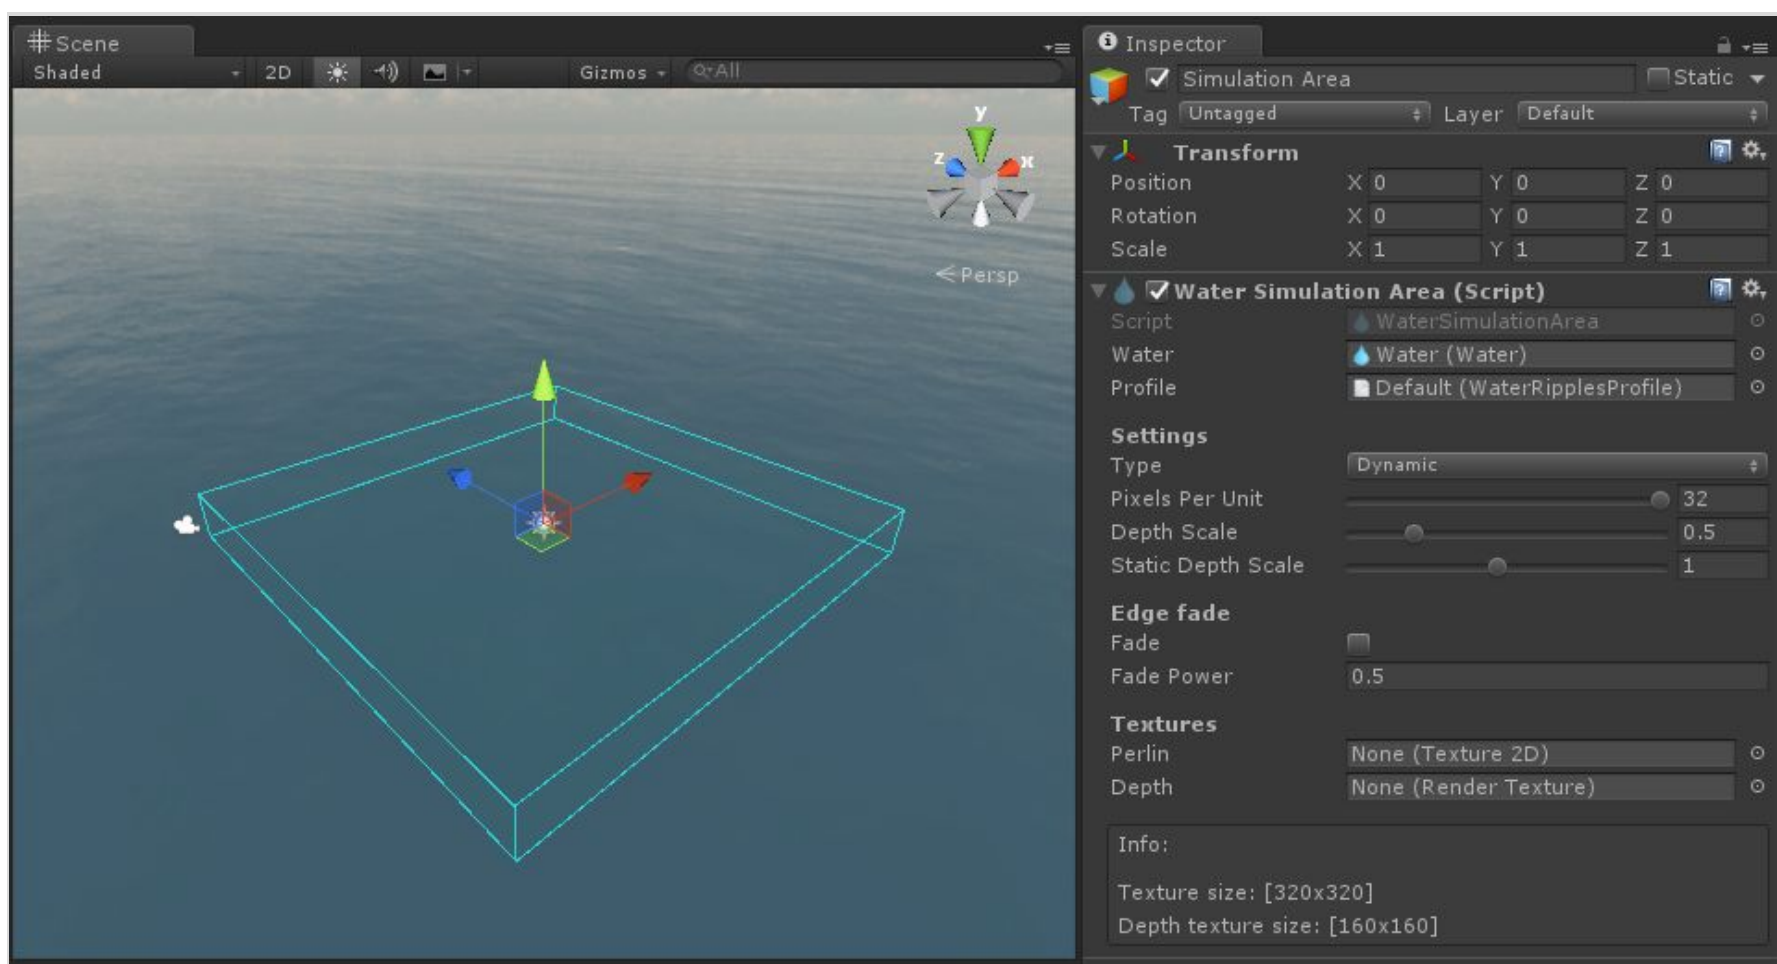 Scene
Shaded 2D Gizmos All
y
z x
Persp
Inspector
Simulation Area Static
Tag Untagged Layer Default
Transform
Position X 0 Y 0 Z 0
Rotation X 0 Y 0 Z 0
Scale X 1 Y 1 Z 1
Water Simulation Area (Script)
Script WaterSimulationArea
Water Water (Water)
Profile Default (WaterRipplesProfile)
Settings
Type Dynamic
Pixels Per Unit 32
Depth Scale 0.5
Static Depth Scale 1
Edge fade
Fade
Fade Power 0.5
Textures
Perlin None (Texture 2D)
Depth None (Render Texture)
Info:
Texture size: [320x320]
Depth texture size: [160x160]